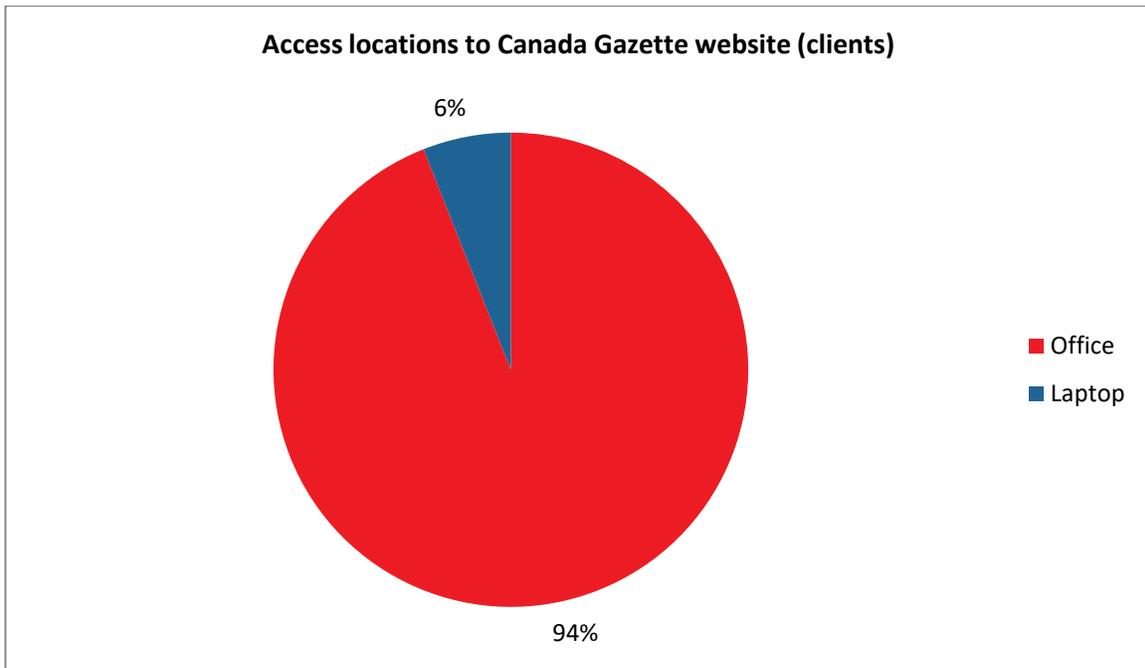 Access locations to Canada Gazette website (clients)
6%
Office
Laptop
94%